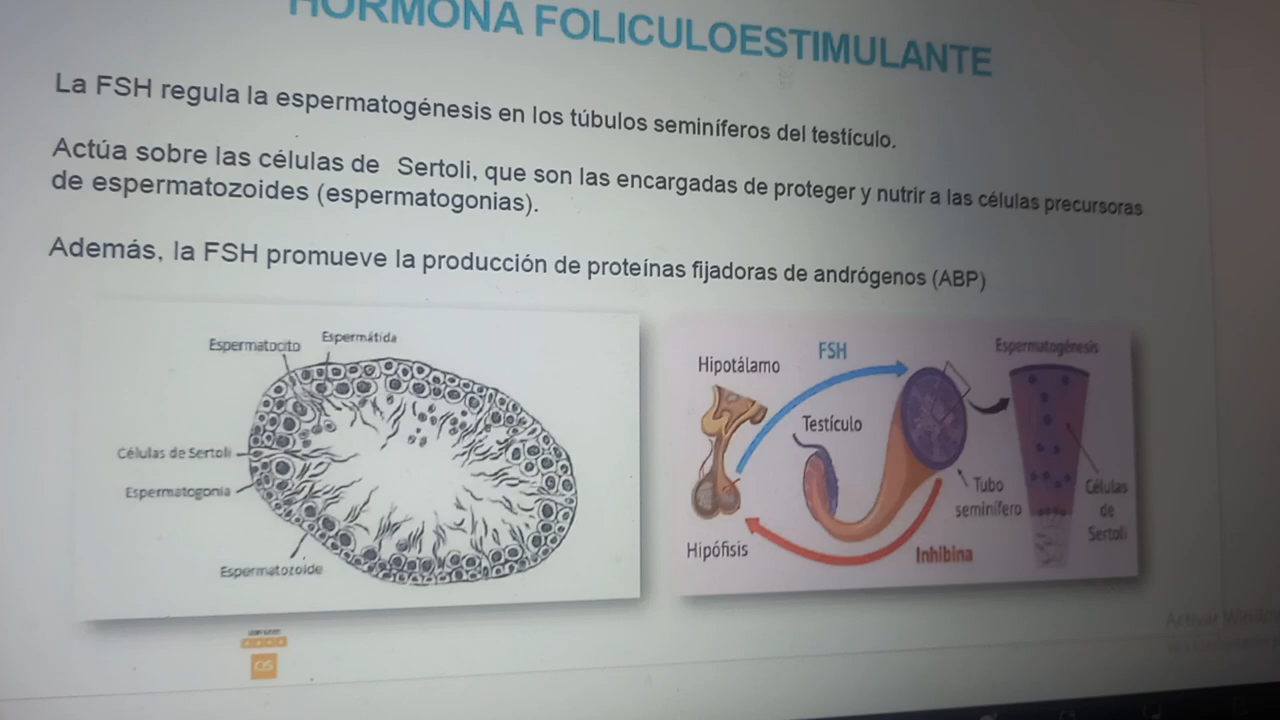 HORMONA FOLICULOESTIMULANTE
La FSH regula la espermatogénesis en los túbulos seminíferos del testículo.
Actúa sobre las células de Sertoli, que son las encargadas de proteger y nutrir a las células precursoras
de espermatozoides (espermatogonias).
Además, la FSH promueve la producción de proteínas fijadoras de andrógenos (ABP)
Espermatocito
Espermátida
Células de Sertoli
Espermatogonia
Espermatozoide
Hipotálamo
FSH
Espermatogénesis
Testículo
Tubo
seminífero
Células
de
Sertoli
Hipófisis
Inhibina
Activar Windows